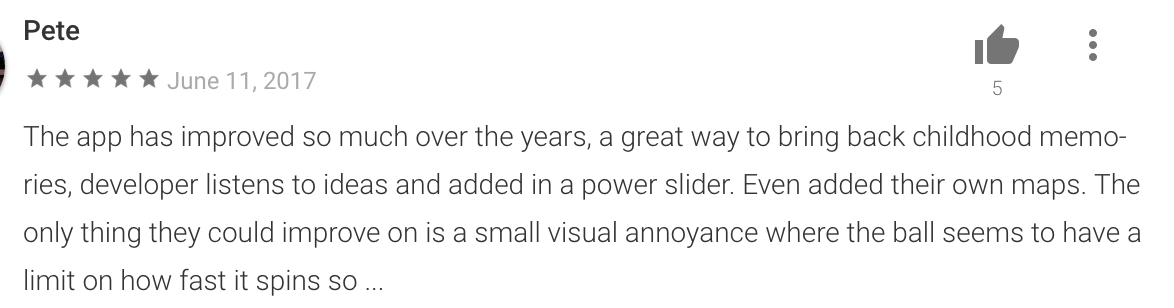 Pete
★★★★★ June 11, 2017
5
The app has improved so much over the years, a great way to bring back childhood memo-
ries, developer listens to ideas and added in a power slider. Even added their own maps. The
only thing they could improve on is a small visual annoyance where the ball seems to have a
limit on how fast it spins so ...